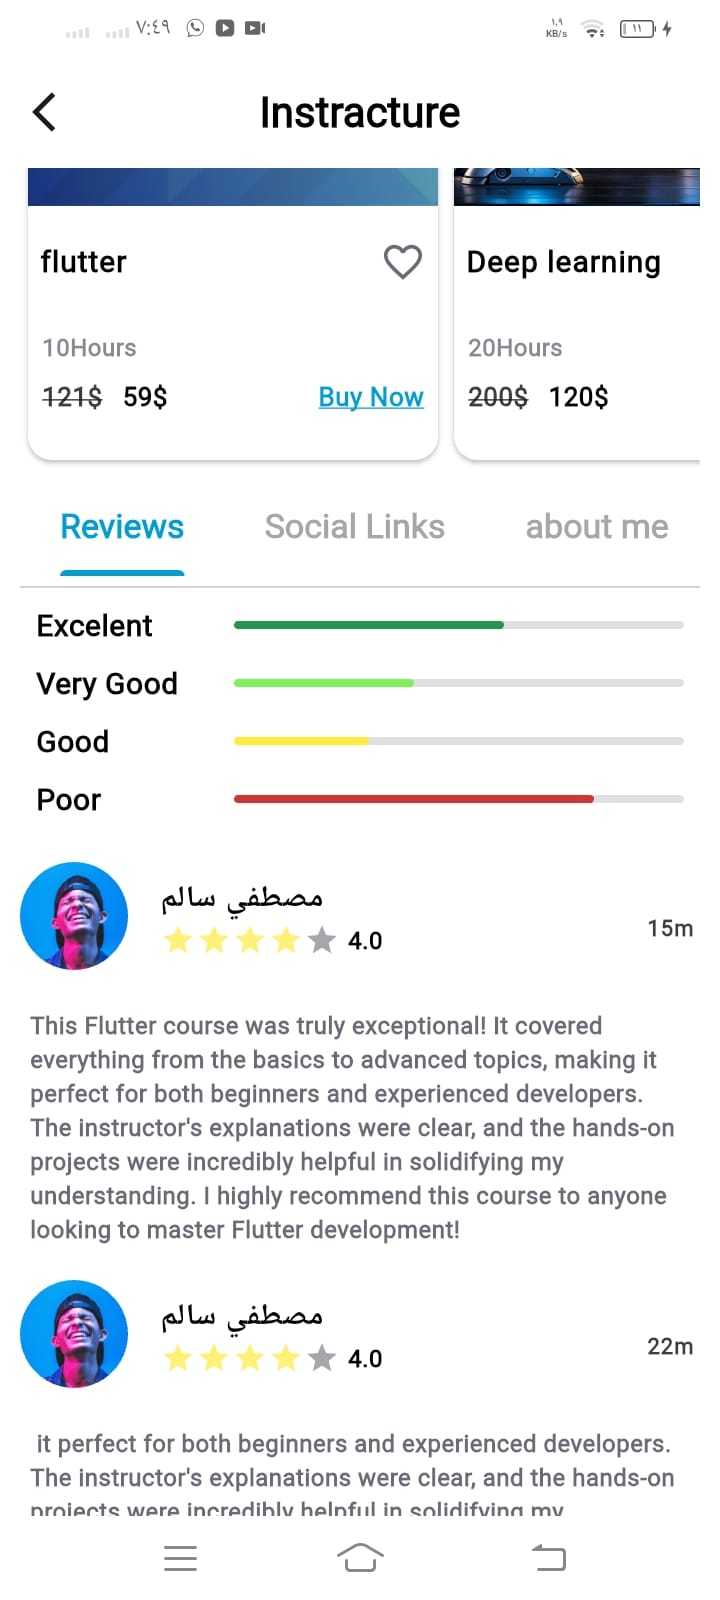 ٧:٤٩
١.٩
KB/s
١١
Instracture
flutter
10Hours
121$ 59$ Buy Now
Deep learning
20Hours
200$ 120$
Reviews Social Links about me
Excelent
Very Good
Good
Poor
مصطفي سالم
4.0
15m
This Flutter course was truly exceptional! It covered
everything from the basics to advanced topics, making it
perfect for both beginners and experienced developers.
The instructor's explanations were clear, and the hands-on
projects were incredibly helpful in solidifying my
understanding. I highly recommend this course to anyone
looking to master Flutter development!
مصطفي سالم
4.0
22m
it perfect for both beginners and experienced developers.
The instructor's explanations were clear, and the hands-on
projects were incredibly helpful in solidifying my